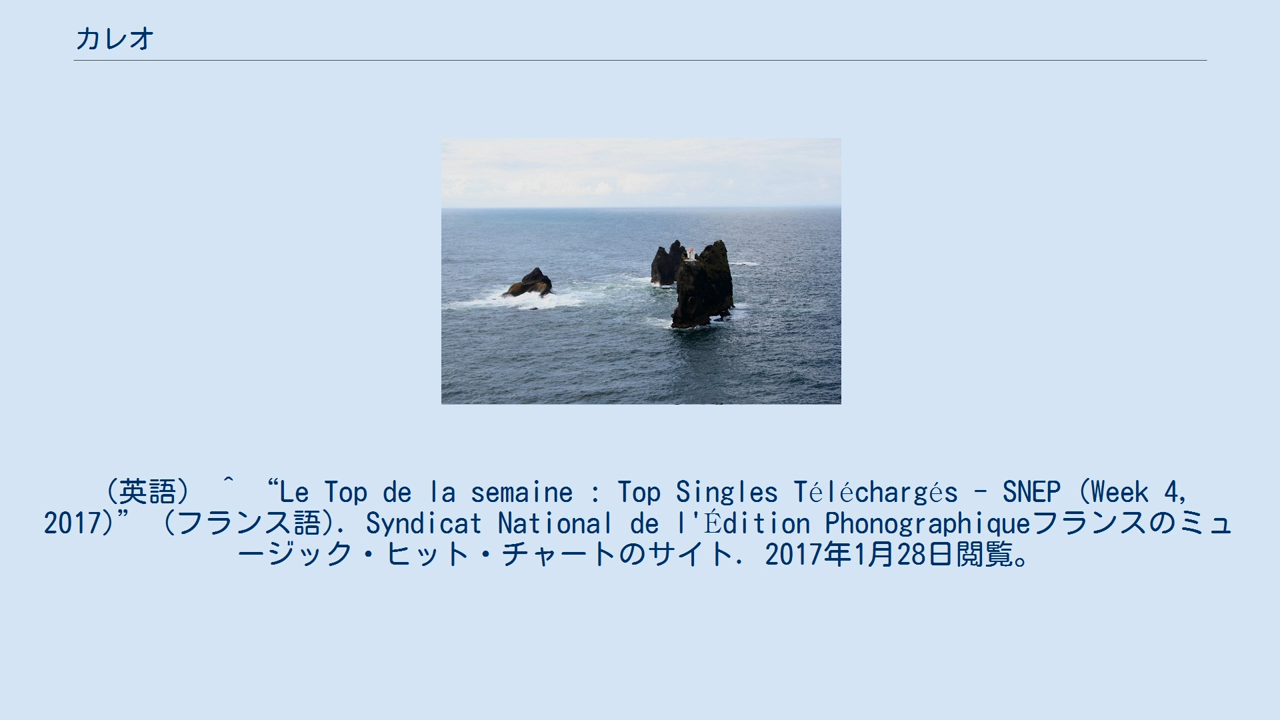 カレオ
（英語） ^ “Le Top de la semaine : Top Singles Téléchargés - SNEP (Week 4,
2017)” （フランス語). Syndicat National de l'Édition Phonographiqueフランスのミュ
ージック・ヒット・チャートのサイト. 2017年1月28日閲覧。